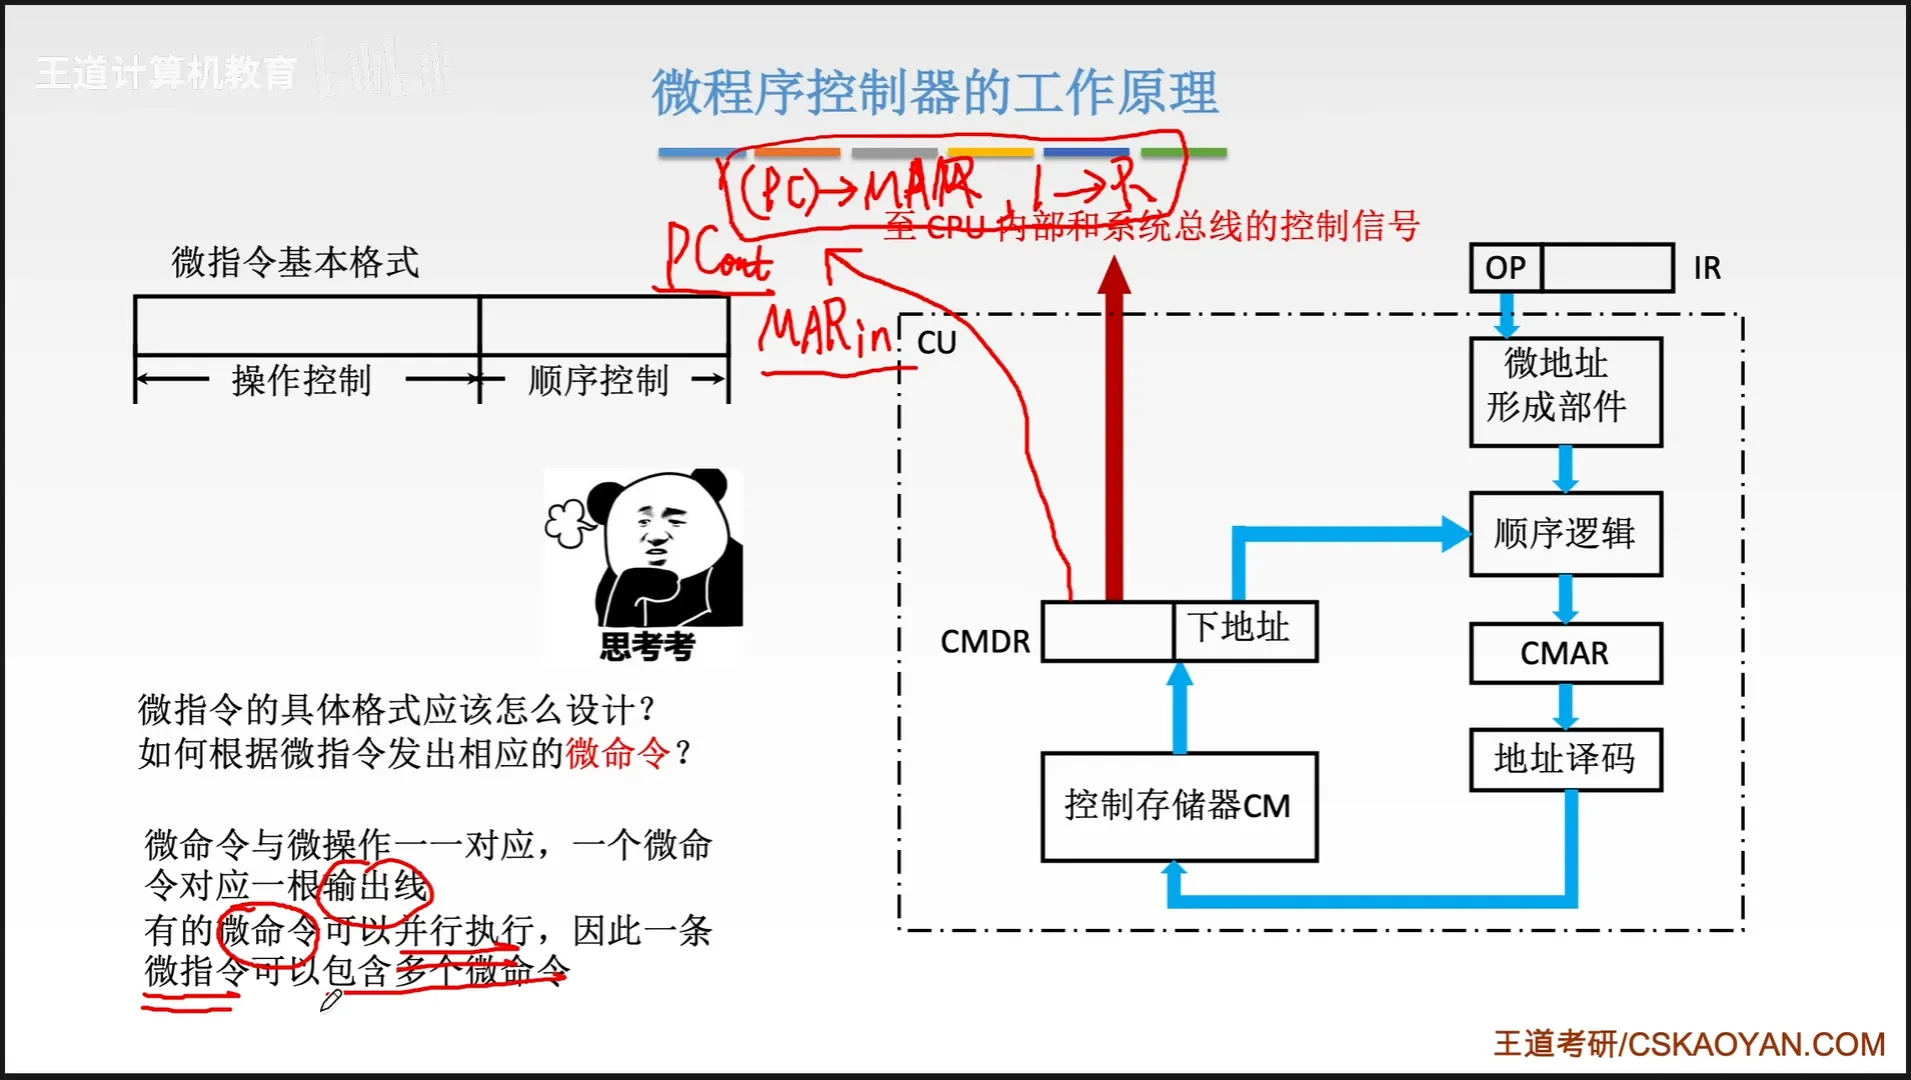 王道计算机教育 bilibili
微程序控制器的工作原理
(PC)→MAR, 1→R
至 CPU 内部和系统总线的控制信号
PCout
MARin
微指令基本格式
操作控制
顺序控制
OP
IR
CU
微地址
形成部件
顺序逻辑
CMAR
地址译码
CMDR
下地址
控制存储器CM
思考考
微指令的具体格式应该怎么设计？
如何根据微指令发出相应的微命令？
微命令与微操作一一对应，一个微命
令对应一根输出线
有的微命令可以并行执行，因此一条
微指令可以包含多个微命令
王道考研/CSKAOYAN.COM